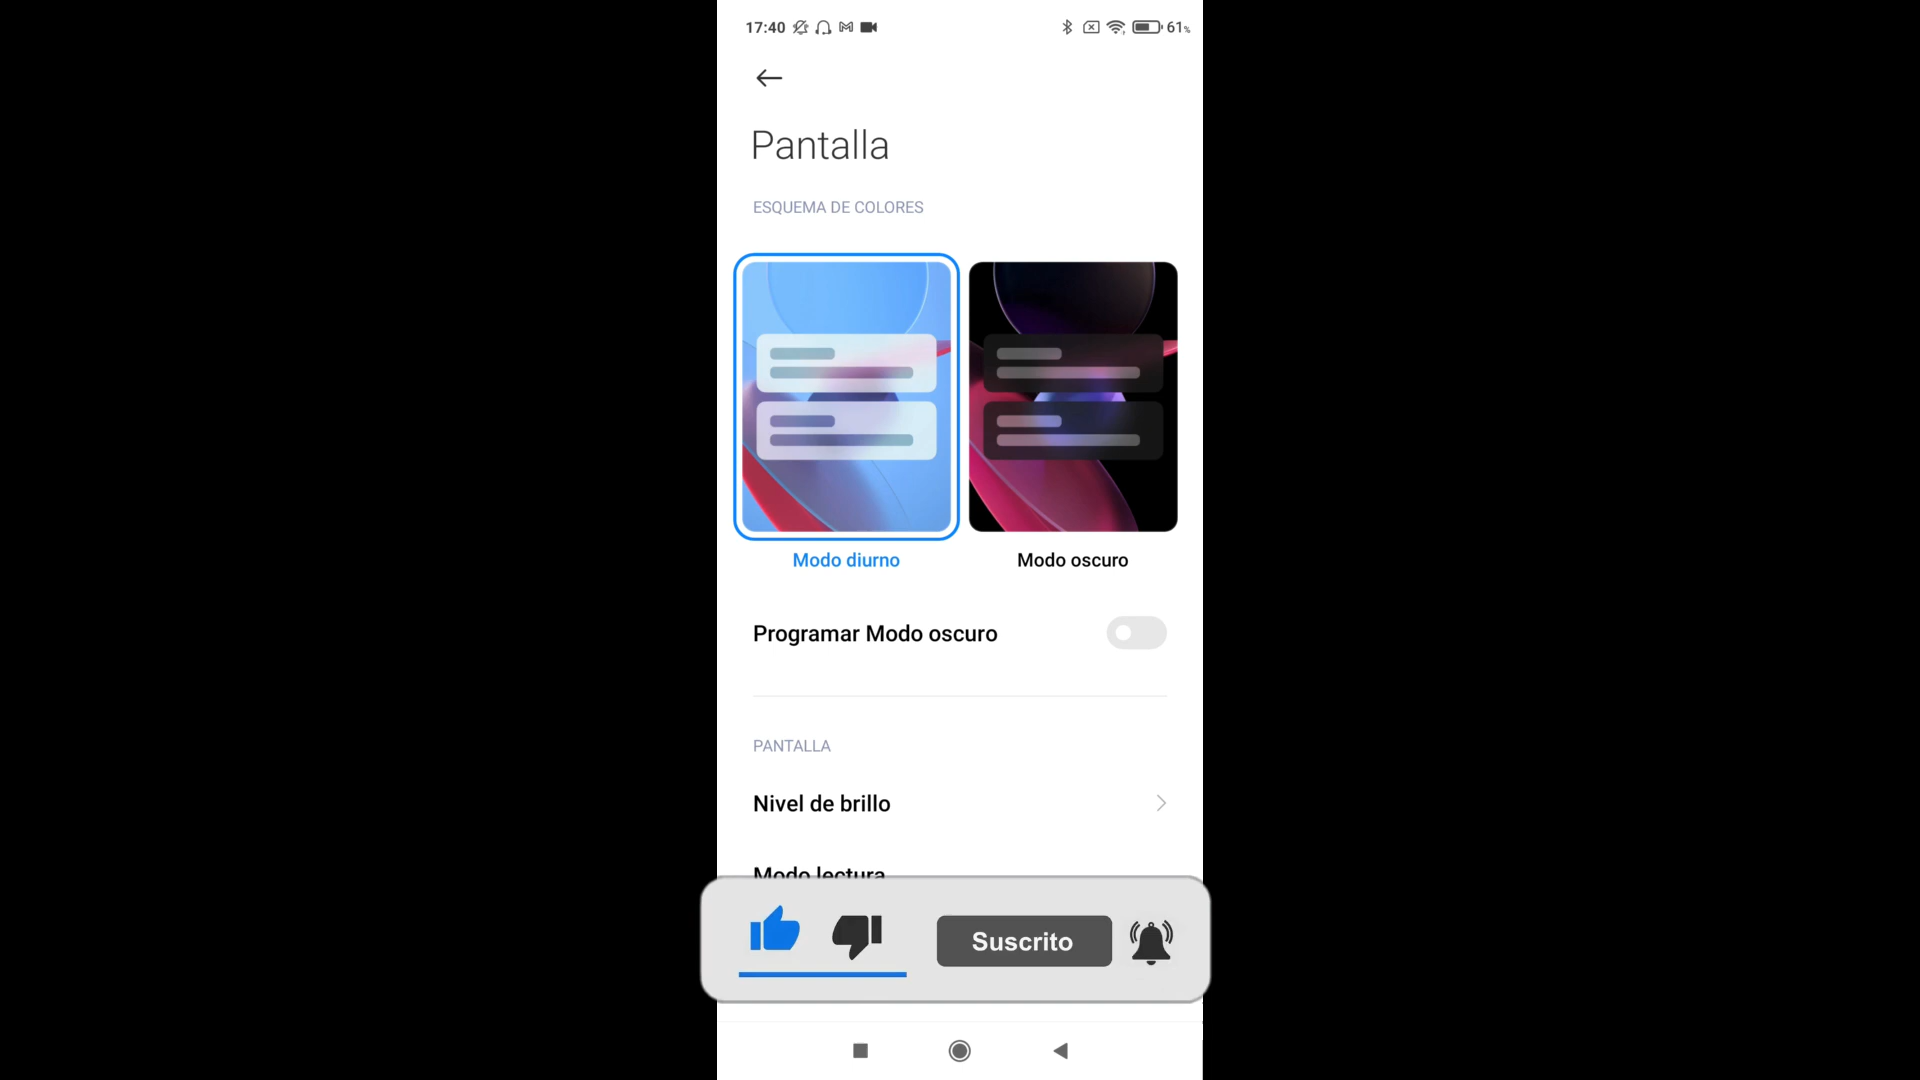 17:40 61%
Pantalla
ESQUEMA DE COLORES
Modo diurno Modo oscuro
Programar Modo oscuro
PANTALLA
Nivel de brillo
Modo lectura
Suscrito